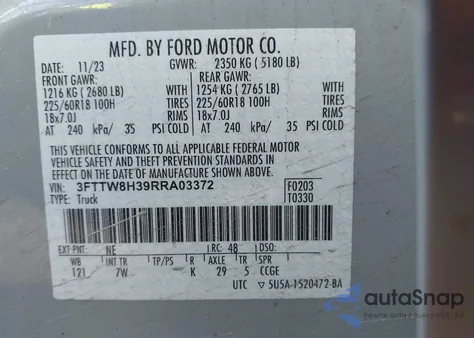 MFD. BY FORD MOTOR CO.
DATE: 11/23 GVWR: 2350 KG ( 5180 LB)
FRONT GAWR: REAR GAWR:
1216 KG ( 2680 LB) WITH 1254 KG ( 2765 LB) WITH
225/60R18 100H TIRES 225/60R18 100H TIRES
18x7.0J RIMS 18x7.0J RIMS
AT 240 kPa/ 35 PSI COLD AT 240 kPa/ 35 PSI COLD
THIS VEHICLE CONFORMS TO ALL APPLICABLE FEDERAL MOTOR
VEHICLE SAFETY AND THEFT PREVENTION STANDARDS IN
EFFECT ON THE DATE OF MANUFACTURE SHOWN ABOVE.
VIN: 3FTTW8H39RRA03372 F0203
TYPE: Truck T0330
EXT PNT: NE RC: 48 DSO:
WB INT TR TP/PS R AXLE TR SPR
121 7W K 29 5 CCGE
UTC ▽ 5U5A-1520472-BA
autoSnap